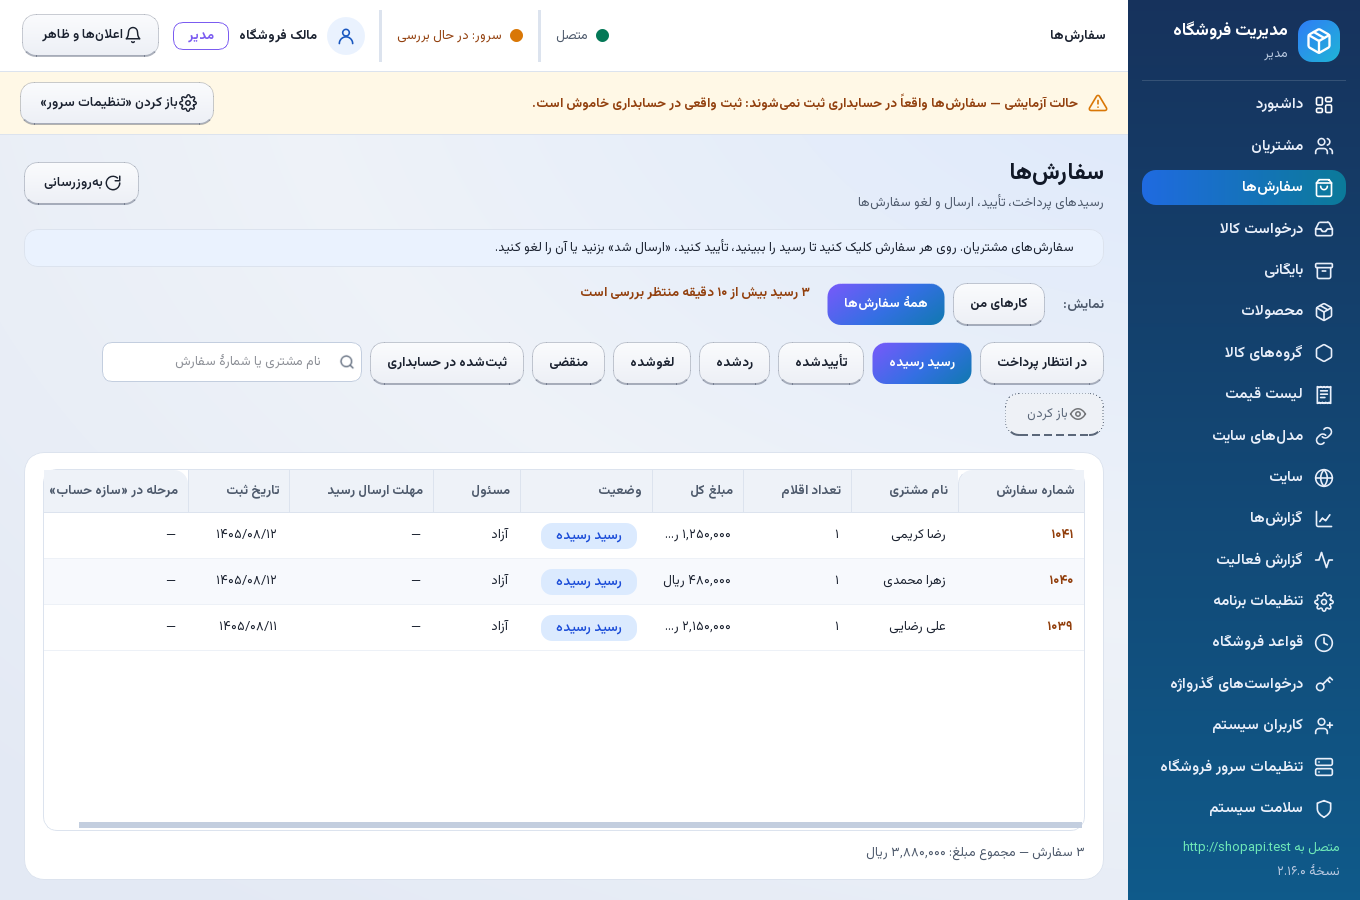 مدیریت فروشگاه
مدیر
داشبورد
مشتریان
سفارش‌ها
درخواست کالا
بایگانی
محصولات
گروه‌های کالا
لیست قیمت
مدل‌های سایت
سایت
گزارش‌ها
گزارش فعالیت
تنظیمات برنامه
قواعد فروشگاه
درخواست‌های گذرواژه
کاربران سیستم
تنظیمات سرور فروشگاه
سلامت سیستم
متصل به http://shopapi.test
نسخهٔ ۲.۱۶.۰
سفارش‌ها
متصل
سرور: در حال بررسی
مالک فروشگاه
مدیر
اعلان‌ها و ظاهر
حالت آزمایشی — سفارش‌ها واقعاً در حسابداری ثبت نمی‌شوند: ثبت واقعی در حسابداری خاموش است.
باز کردن «تنظیمات سرور»
سفارش‌ها
رسیدهای پرداخت، تأیید، ارسال و لغو سفارش‌ها
به‌روزرسانی
سفارش‌های مشتریان. روی هر سفارش کلیک کنید تا رسید را ببینید، تأیید کنید، «ارسال شد» بزنید یا آن را لغو کنید.
نمایش: کارهای من همهٔ سفارش‌ها ۳ رسید بیش از ۱۰ دقیقه منتظر بررسی است
در انتظار پرداخت رسید رسیده تأییدشده ردشده لغوشده منقضی ثبت‌شده در حسابداری نام مشتری یا شمارهٔ سفارش
باز کردن
شماره سفارش نام مشتری تعداد اقلام مبلغ کل وضعیت مسئول مهلت ارسال رسید تاریخ ثبت مرحله در «سازه حساب»
۱۰۴۱ رضا کریمی ۱ ۱,۲۵۰,۰۰۰ ر... رسید رسیده آزاد — ۱۴۰۵/۰۸/۱۲ —
۱۰۴۰ زهرا محمدی ۱ ۴۸۰,۰۰۰ ریال رسید رسیده آزاد — ۱۴۰۵/۰۸/۱۲ —
۱۰۳۹ علی رضایی ۱ ۲,۱۵۰,۰۰۰ ر... رسید رسیده آزاد — ۱۴۰۵/۰۸/۱۱ —
۳ سفارش — مجموع مبلغ: ۳,۸۸۰,۰۰۰ ریال